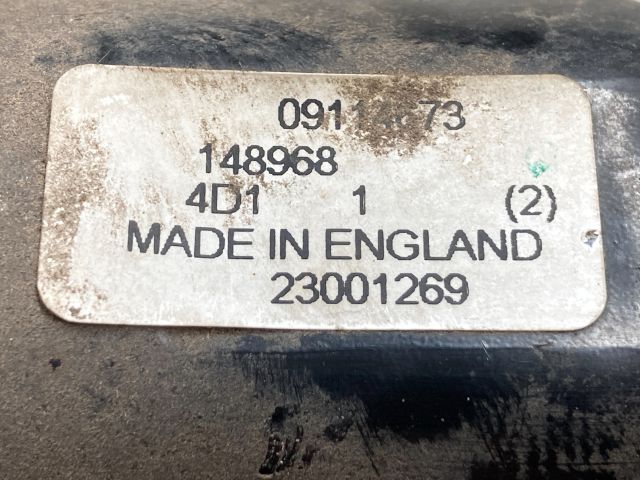 148968
4D1 1 (2)
MADE IN ENGLAND
23001269